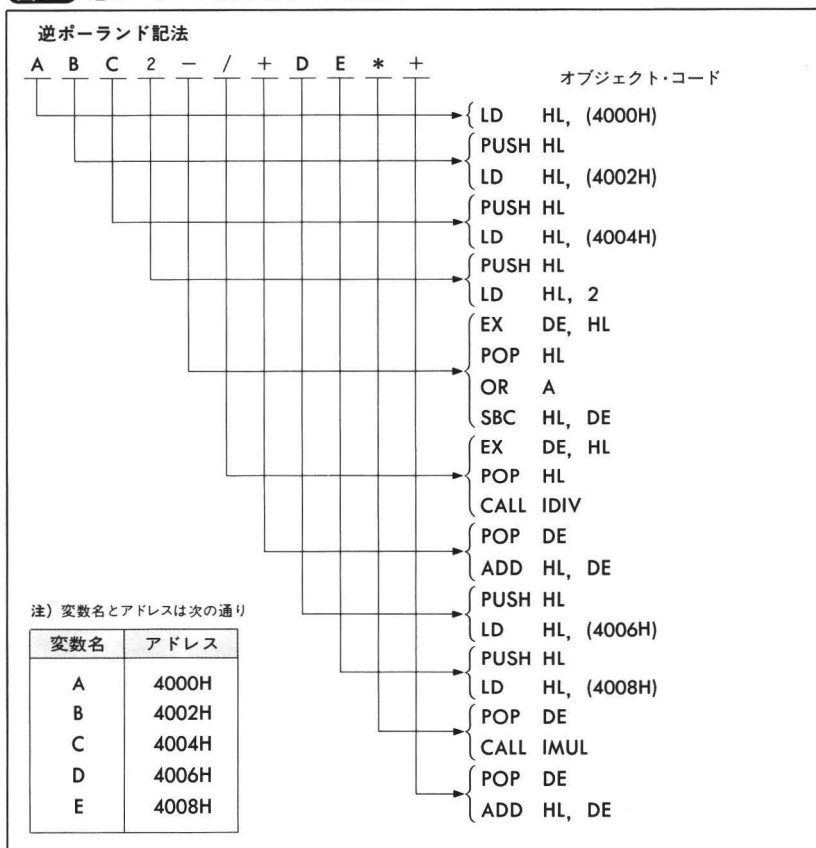 逆ポーランド記法
A B C 2 − / + D E * +
オブジェクト・コード
LD HL, (4000H)
PUSH HL
LD HL, (4002H)
PUSH HL
LD HL, (4004H)
PUSH HL
LD HL, 2
EX DE, HL
POP HL
OR A
SBC HL, DE
EX DE, HL
POP HL
CALL IDIV
POP DE
ADD HL, DE
PUSH HL
LD HL, (4006H)
PUSH HL
LD HL, (4008H)
POP DE
CALL IMUL
POP DE
ADD HL, DE
注) 変数名とアドレスは次の通り
変数名 アドレス
A 4000H
B 4002H
C 4004H
D 4006H
E 4008H